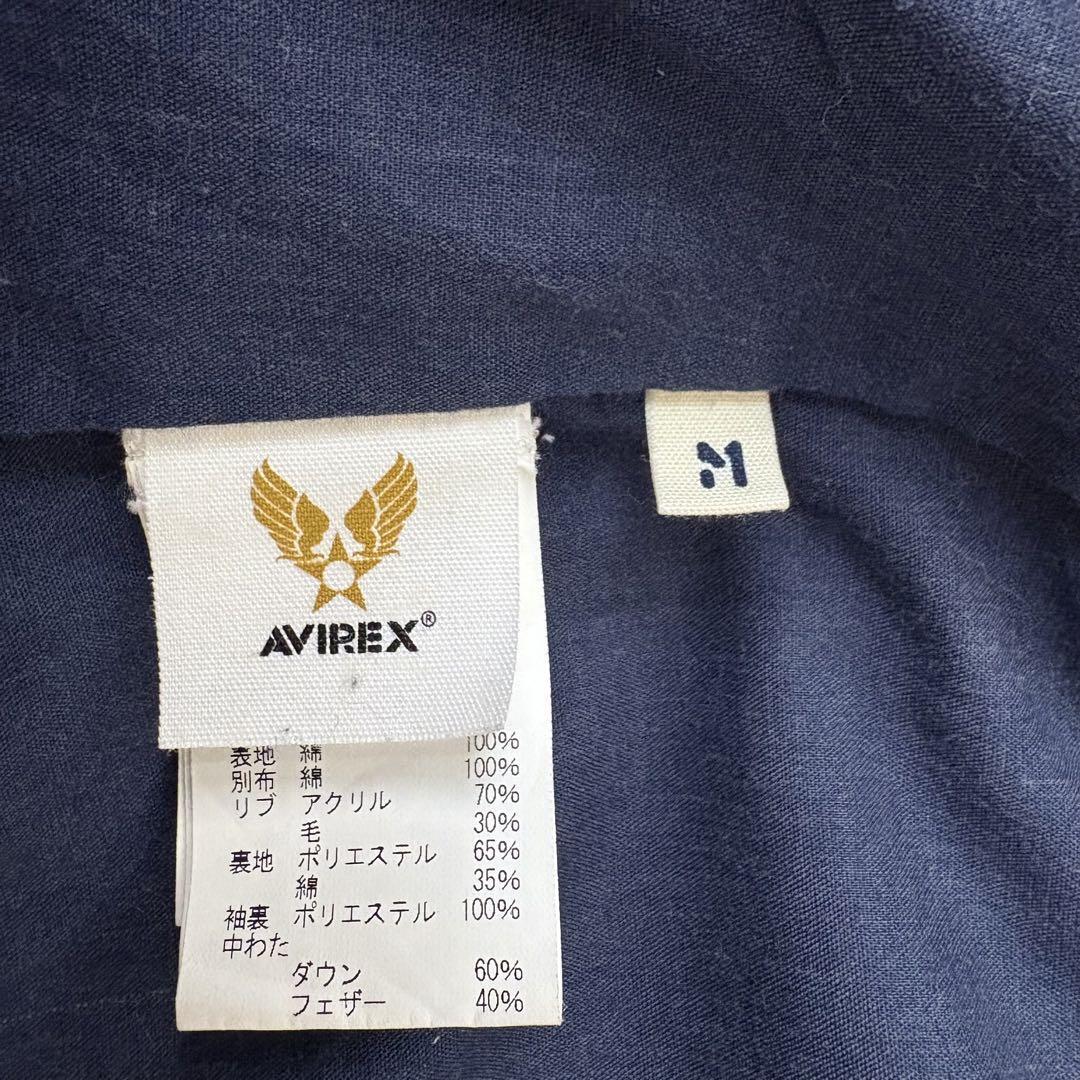 AVIREX®
M
表地 綿 100%
別布 綿 100%
リブ アクリル 70%
毛 30%
裏地 ポリエステル 65%
綿 35%
袖裏 ポリエステル 100%
中わた
ダウン 60%
フェザー 40%